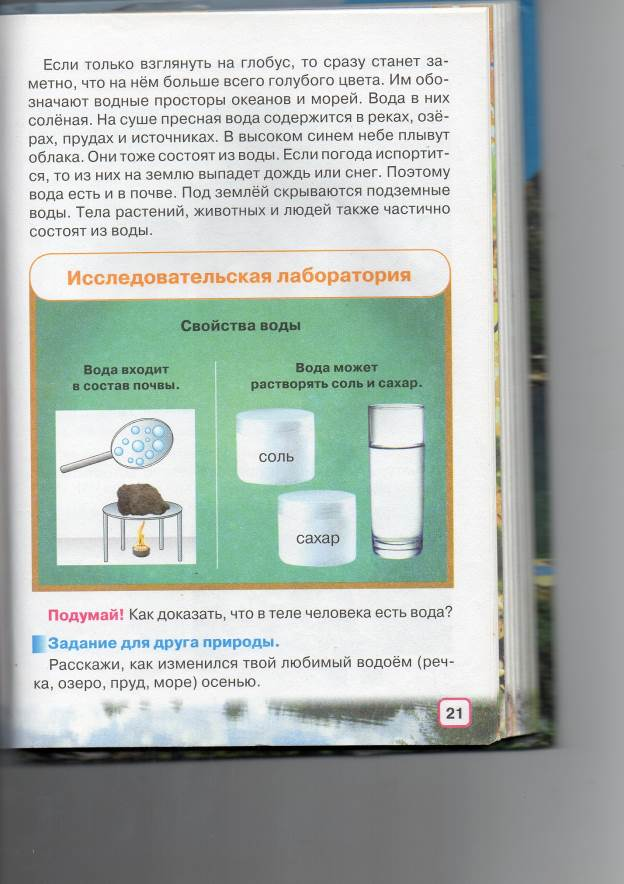 Если только взглянуть на глобус, то сразу станет за-
метно, что на нём больше всего голубого цвета. Им обо-
значают водные просторы океанов и морей. Вода в них
солёная. На суше пресная вода содержится в реках, озё-
рах, прудах и источниках. В высоком синем небе плывут
облака. Они тоже состоят из воды. Если погода испортит-
ся, то из них на землю выпадет дождь или снег. Поэтому
вода есть и в почве. Под землёй скрываются подземные
воды. Тела растений, животных и людей также частично
состоят из воды.
Исследовательская лаборатория
Свойства воды
Вода входит
в состав почвы.
Вода может
растворять соль и сахар.
соль
сахар
Подумай! Как доказать, что в теле человека есть вода?
Задание для друга природы.
Расскажи, как изменился твой любимый водоём (реч-
ка, озеро, пруд, море) осенью.
21